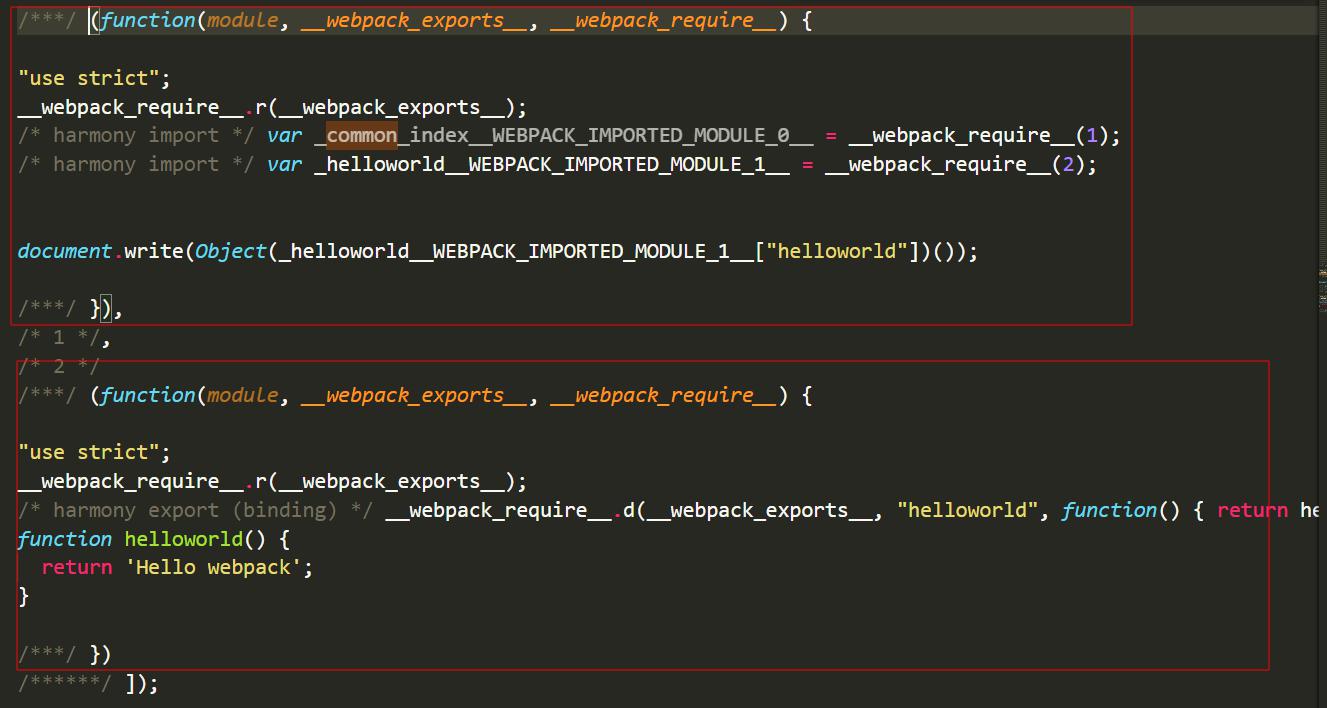 /***/ (function(module, __webpack_exports__, __webpack_require__) {
"use strict";
__webpack_require__.r(__webpack_exports__);
/* harmony import */ var _common_index__WEBPACK_IMPORTED_MODULE_0__ = __webpack_require__(1);
/* harmony import */ var _helloworld__WEBPACK_IMPORTED_MODULE_1__ = __webpack_require__(2);
document.write(Object(_helloworld__WEBPACK_IMPORTED_MODULE_1__["helloworld"])());
/***/ }),
/* 1 */,
/* 2 */
/***/ (function(module, __webpack_exports__, __webpack_require__) {
"use strict";
__webpack_require__.r(__webpack_exports__);
/* harmony export (binding) */ __webpack_require__.d(__webpack_exports__, "helloworld", function() { return he
function helloworld() {
return 'Hello webpack';
}
/***/ })
/******/ ]);